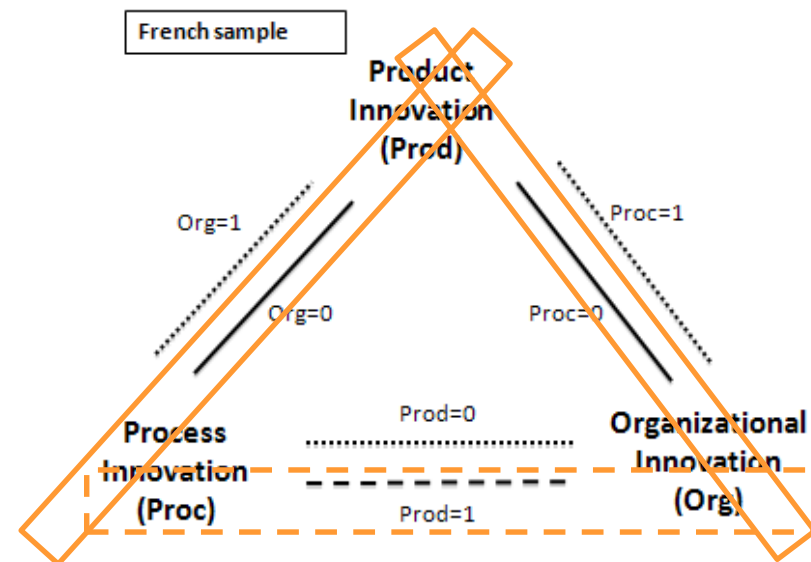 French sample
Product
Innovation
(Prod)
Org=1
Proc=1
Org=0
Proc=0
Prod=0
Process
Innovation
(Proc)
Organizational
Innovation
(Org)
Prod=1